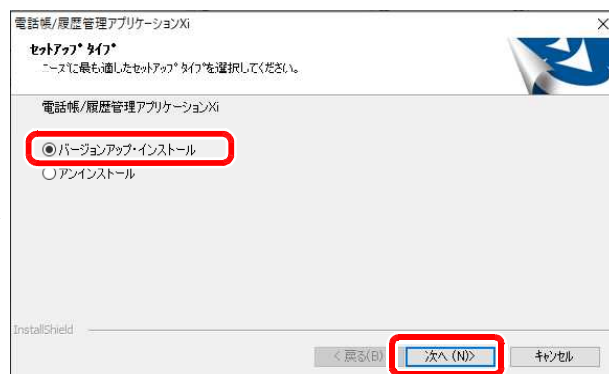 電話帳/履歴管理アプリケーションXi
セットアップ タイプ
ニーズに最も適したセットアップ タイプを選択してください。
電話帳/履歴管理アプリケーションXi
バージョンアップ・インストール
アンインストール
InstallShield
< 戻る(B) 次へ (N)> キャンセル